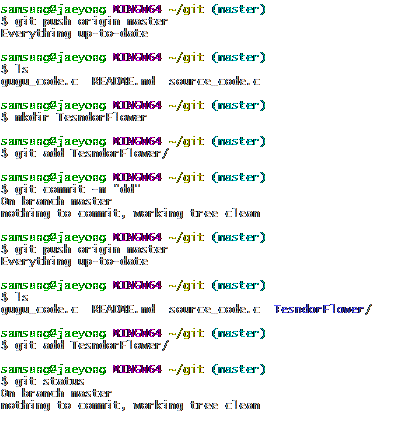 samsung@jaeyong MINGW64 ~/git (master)
$ git push origin master
Everything up-to-date
samsung@jaeyong MINGW64 ~/git (master)
$ ls
gugu_code.c README.md source_code.c
samsung@jaeyong MINGW64 ~/git (master)
$ mkdir TesndorFlower
samsung@jaeyong MINGW64 ~/git (master)
$ git add TesndorFlower/
samsung@jaeyong MINGW64 ~/git (master)
$ git commit -m "dd"
On branch master
nothing to commit, working tree clean
samsung@jaeyong MINGW64 ~/git (master)
$ git push origin master
Everything up-to-date
samsung@jaeyong MINGW64 ~/git (master)
$ ls
gugu_code.c README.md source_code.c TesndorFlower/
samsung@jaeyong MINGW64 ~/git (master)
$ git add TesndorFlower/
samsung@jaeyong MINGW64 ~/git (master)
$ git status
On branch master
nothing to commit, working tree clean